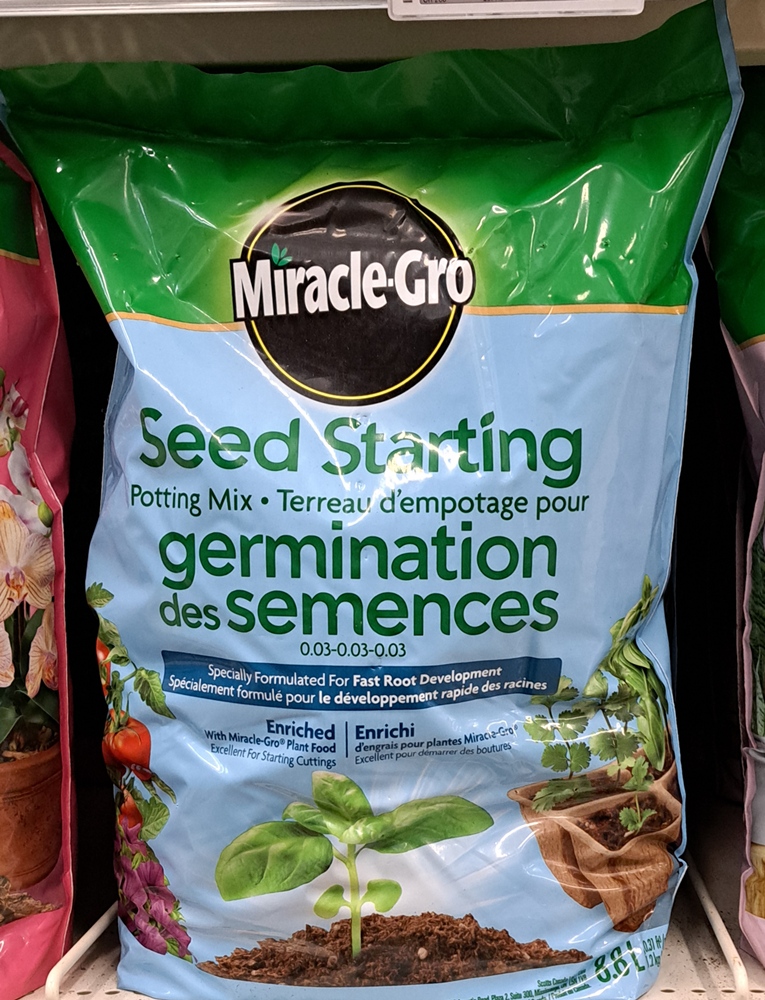 Miracle-Gro
Seed Starting
Potting Mix • Terreau d'empotage pour
germination
des semences
0.03-0.03-0.03
Specially Formulated For Fast Root Development
Spécialement formulé pour le développement rapide des racines
Enriched
With Miracle-Gro® Plant Food
Excellent For Starting Cuttings
Enrichi
d'engrais pour plantes Miracle-Gro®
Excellent pour démarrer des boutures
8.8 L